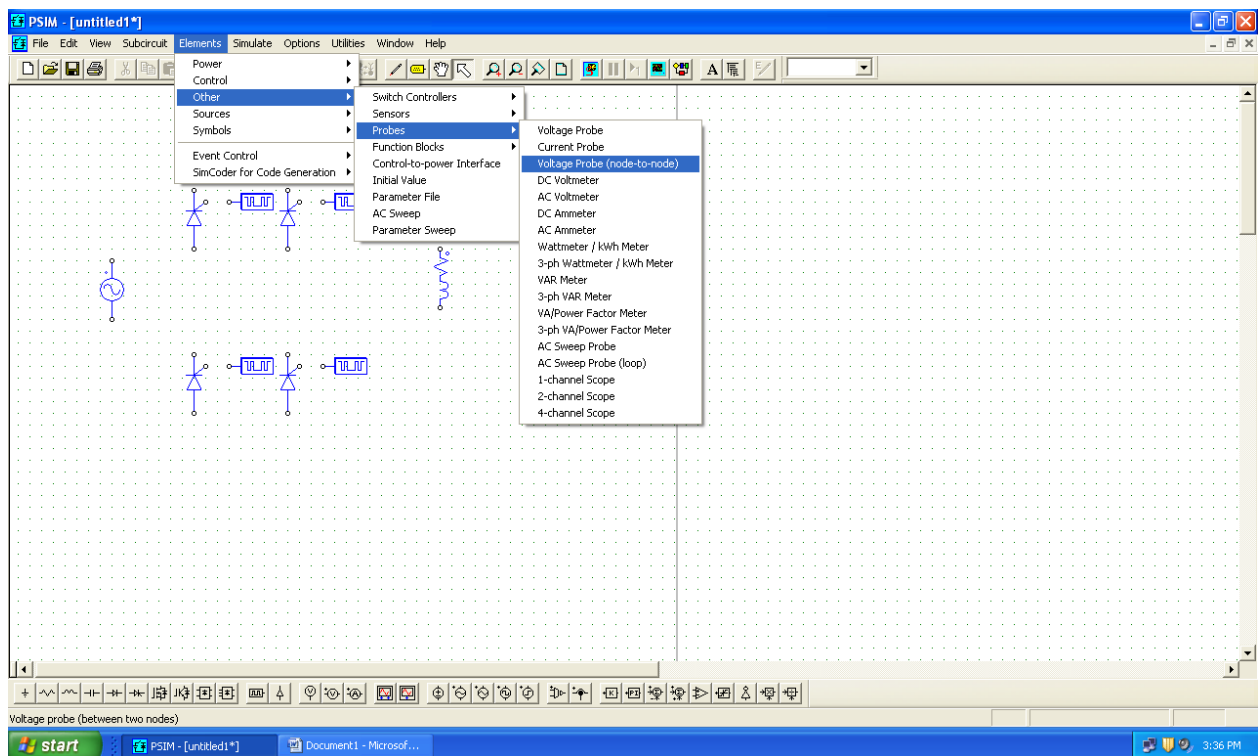 PSIM - [untitled1*]
File Edit View Subcircuit Elements Simulate Options Utilities Window Help
Power
Control
Other
Sources
Symbols
Event Control
SimCoder for Code Generation
Switch Controllers
Sensors
Probes
Function Blocks
Control-to-power Interface
Initial Value
Parameter File
AC Sweep
Parameter Sweep
Voltage Probe
Current Probe
Voltage Probe (node-to-node)
DC Voltmeter
AC Voltmeter
DC Ammeter
AC Ammeter
Wattmeter / kWh Meter
3-ph Wattmeter / kWh Meter
VAR Meter
3-ph VAR Meter
VA/Power Factor Meter
3-ph VA/Power Factor Meter
AC Sweep Probe
AC Sweep Probe (loop)
1-channel Scope
2-channel Scope
4-channel Scope
Voltage probe (between two nodes)
start
PSIM - [untitled1*]
Document1 - Microsof...
3:36 PM